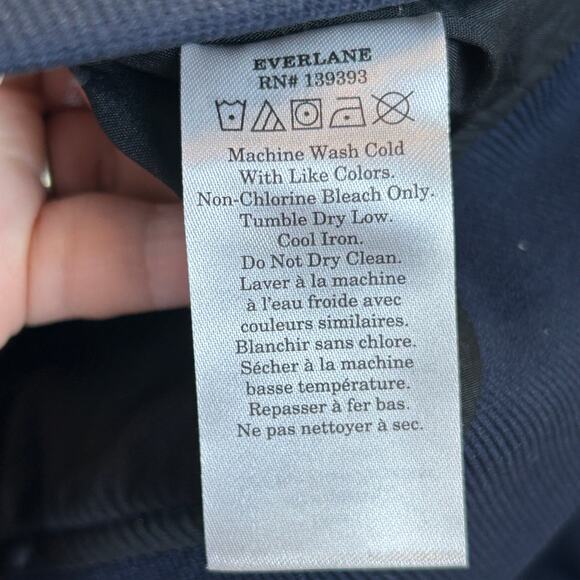 EVERLANE
RN# 139393
Machine Wash Cold
With Like Colors.
Non-Chlorine Bleach Only.
Tumble Dry Low.
Cool Iron.
Do Not Dry Clean.
Laver à la machine
à l'eau froide avec
couleurs similaires.
Blanchir sans chlore.
Sécher à la machine
basse température.
Repasser à fer bas.
Ne pas nettoyer à sec.